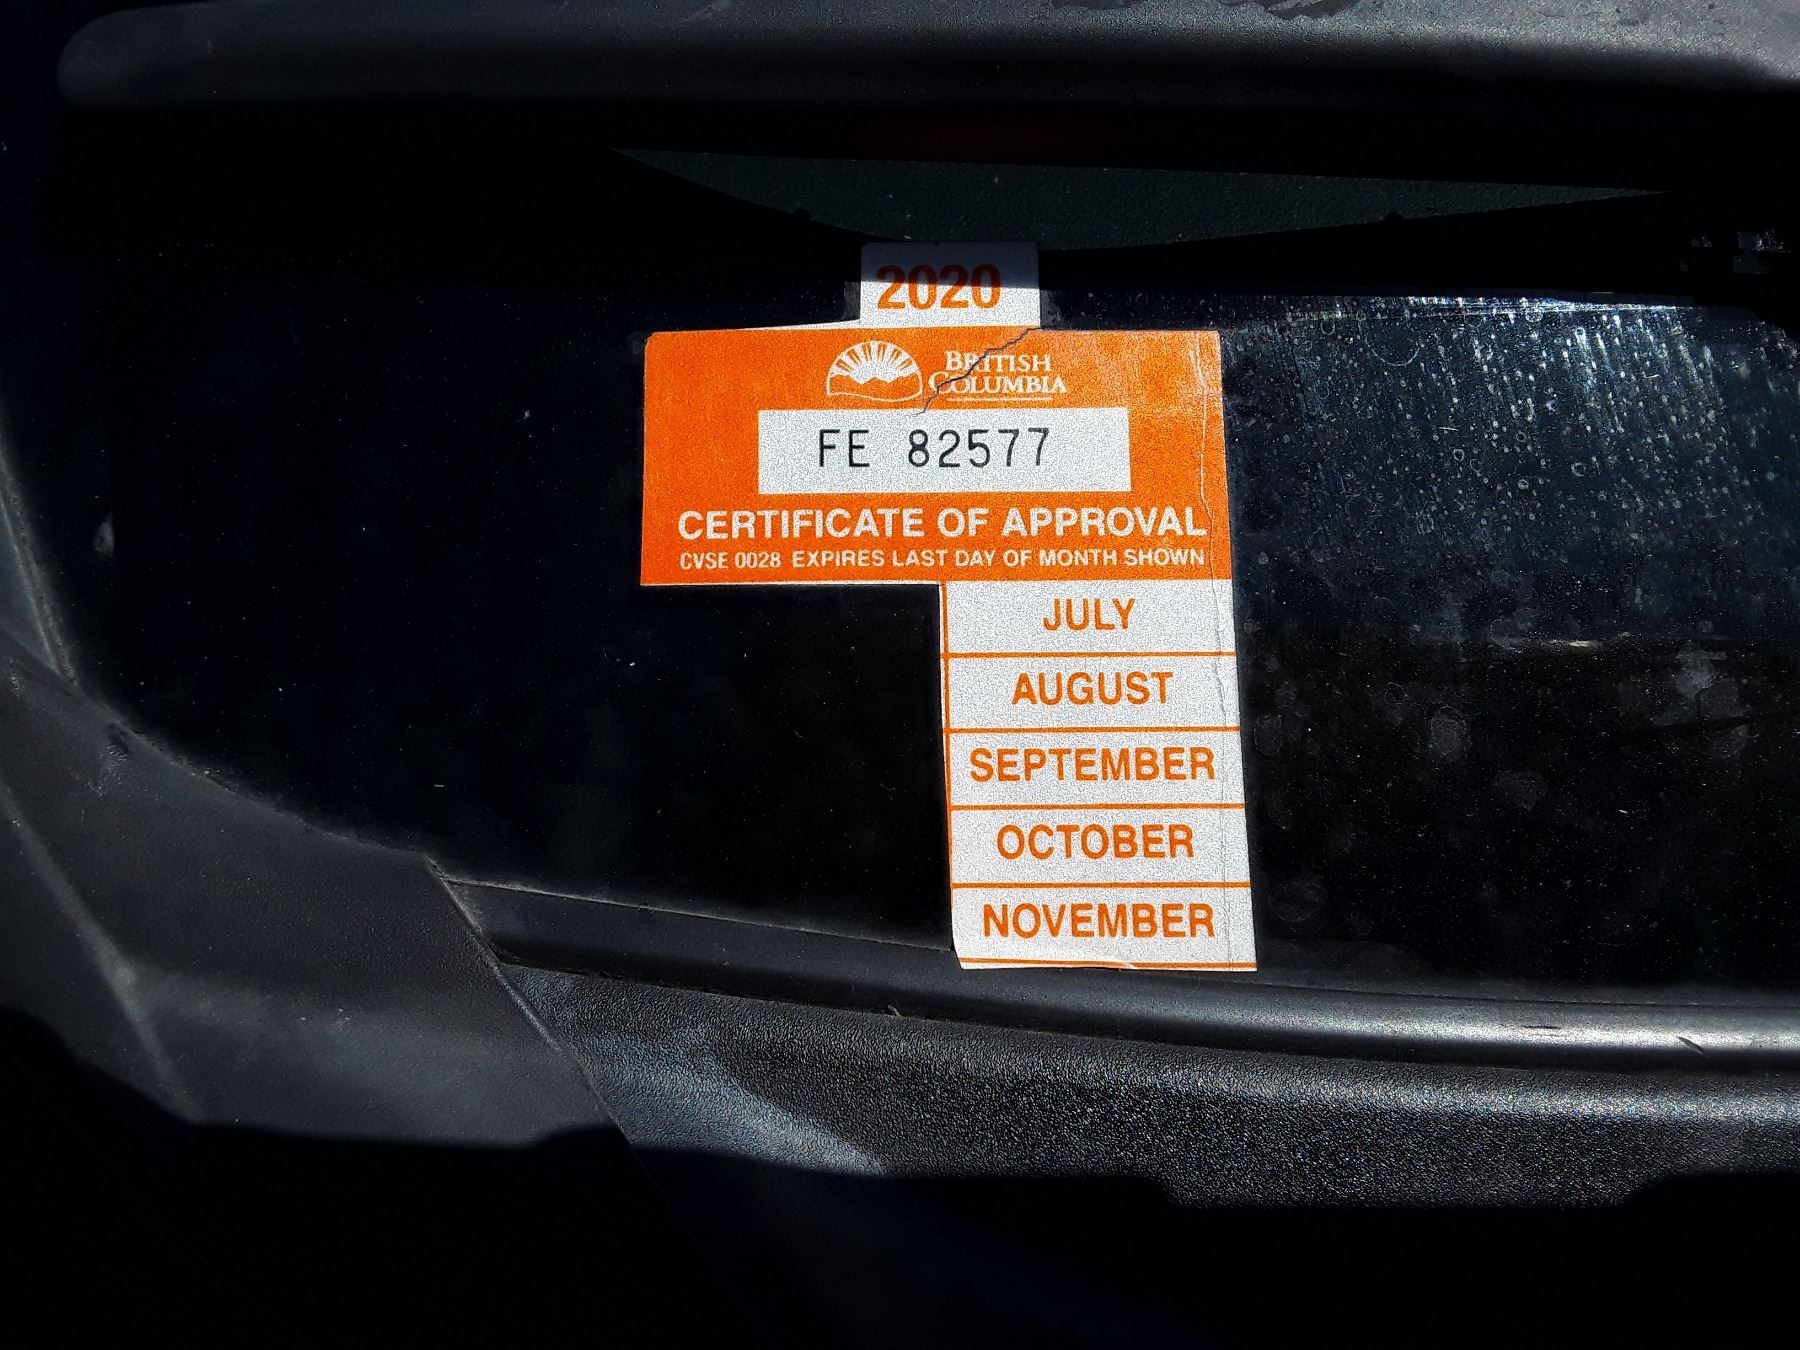 2020
BRITISH
COLUMBIA
FE 82577
CERTIFICATE OF APPROVAL
CVSE 0028 EXPIRES LAST DAY OF MONTH SHOWN
JULY
AUGUST
SEPTEMBER
OCTOBER
NOVEMBER